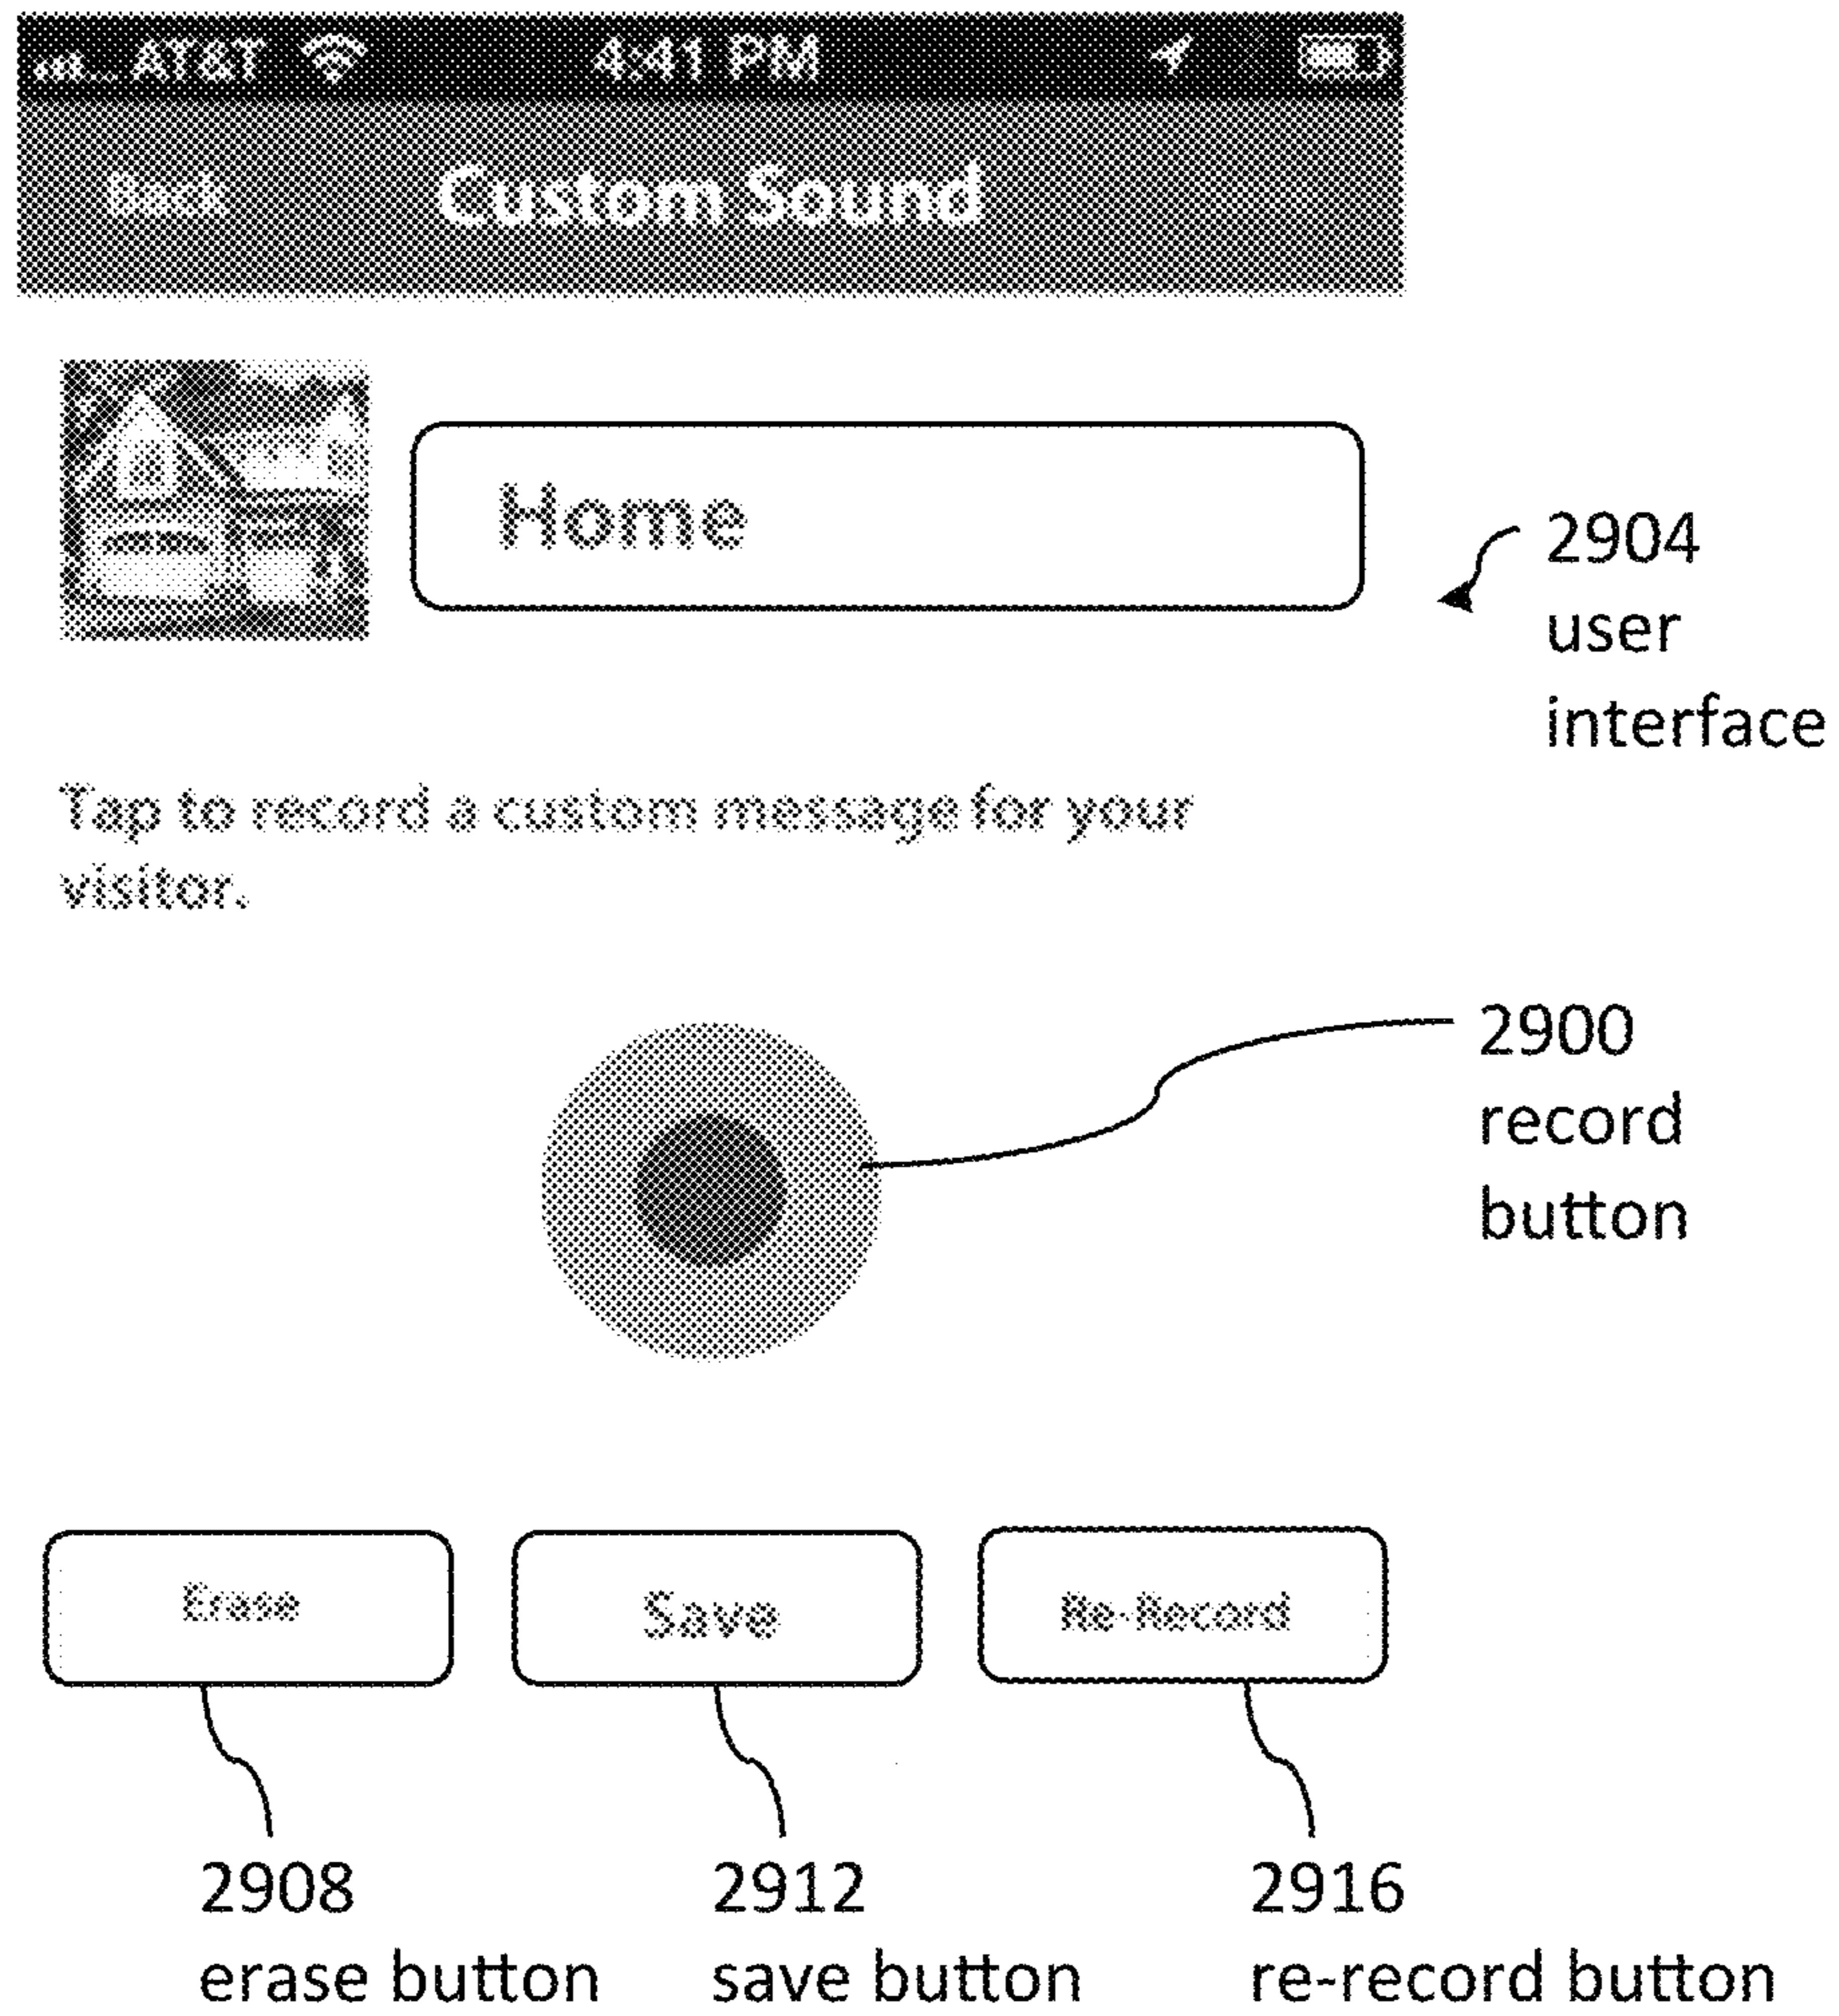 AT&T 4:41 PM
Back Custom Sound
Home
2904
user
interface
Tap to record a custom message for your
visitor.
2900
record
button
Erase Save Re-Record
2908 2912 2916
erase button save button re-record button